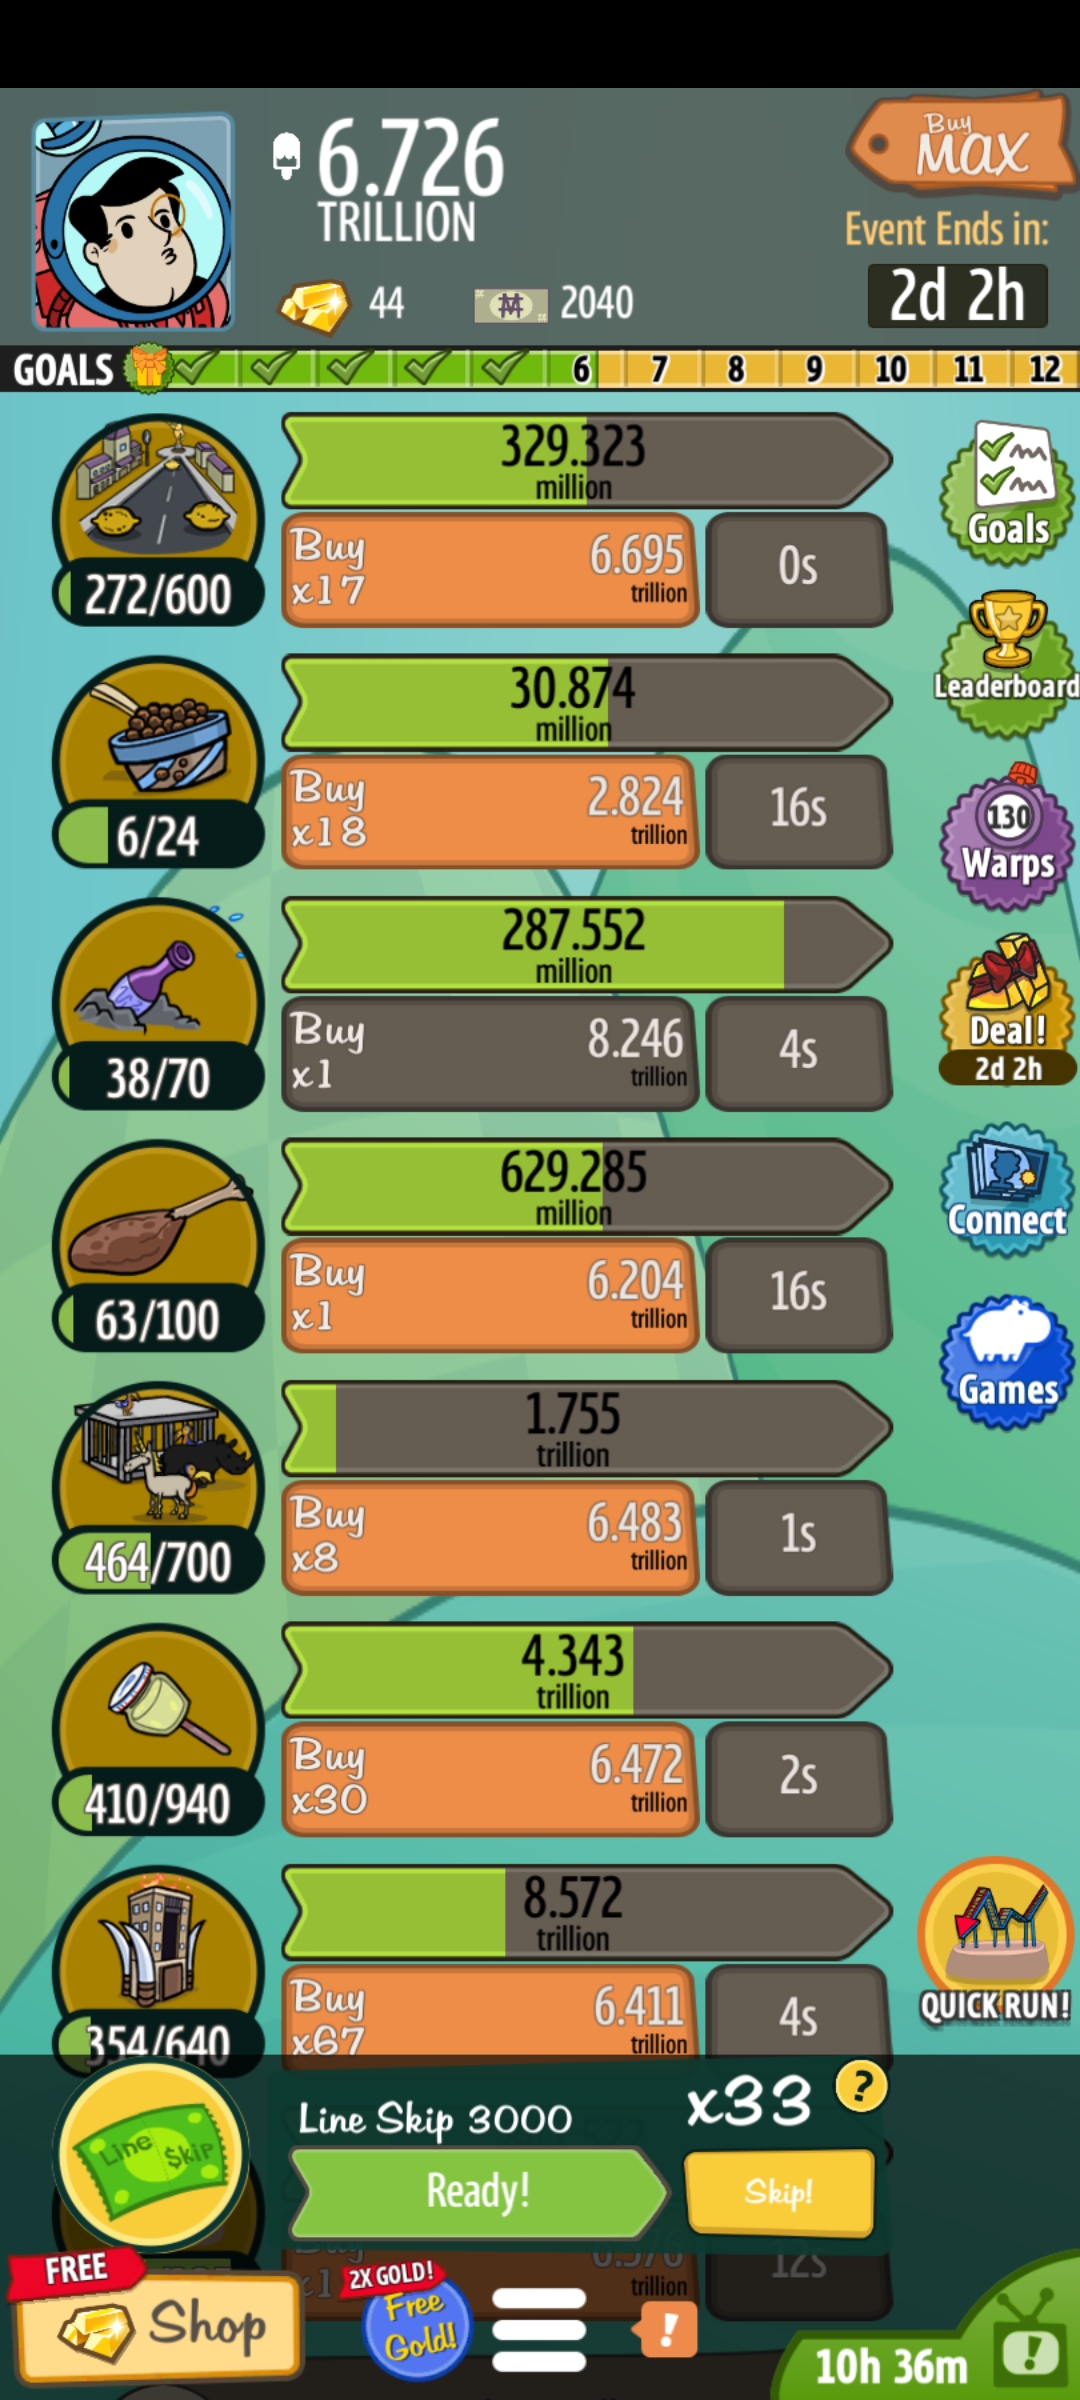 6.726
TRILLION
Buy
MAX
Event Ends in:
2d 2h
44
2040
GOALS
6
7
8
9
10
11
12
329.323
million
Buy
x17
6.695
trillion
0s
272/600
Goals
30.874
million
Buy
x18
2.824
trillion
16s
6/24
Leaderboard
287.552
million
Buy
x1
8.246
trillion
4s
38/70
130
Warps
Deal!
2d 2h
629.285
million
Buy
x1
6.204
trillion
16s
63/100
Connect
Games
1.755
trillion
Buy
x8
6.483
trillion
1s
464/700
4.343
trillion
Buy
x30
6.472
trillion
2s
410/940
8.572
trillion
Buy
x67
6.411
trillion
4s
354/640
QUICK RUN!
Line Skip
Line Skip 3000
x33
?
Ready!
Skip!
trillion
12s
FREE
Shop
2X GOLD!
Free
Gold!
!
10h 36m
!